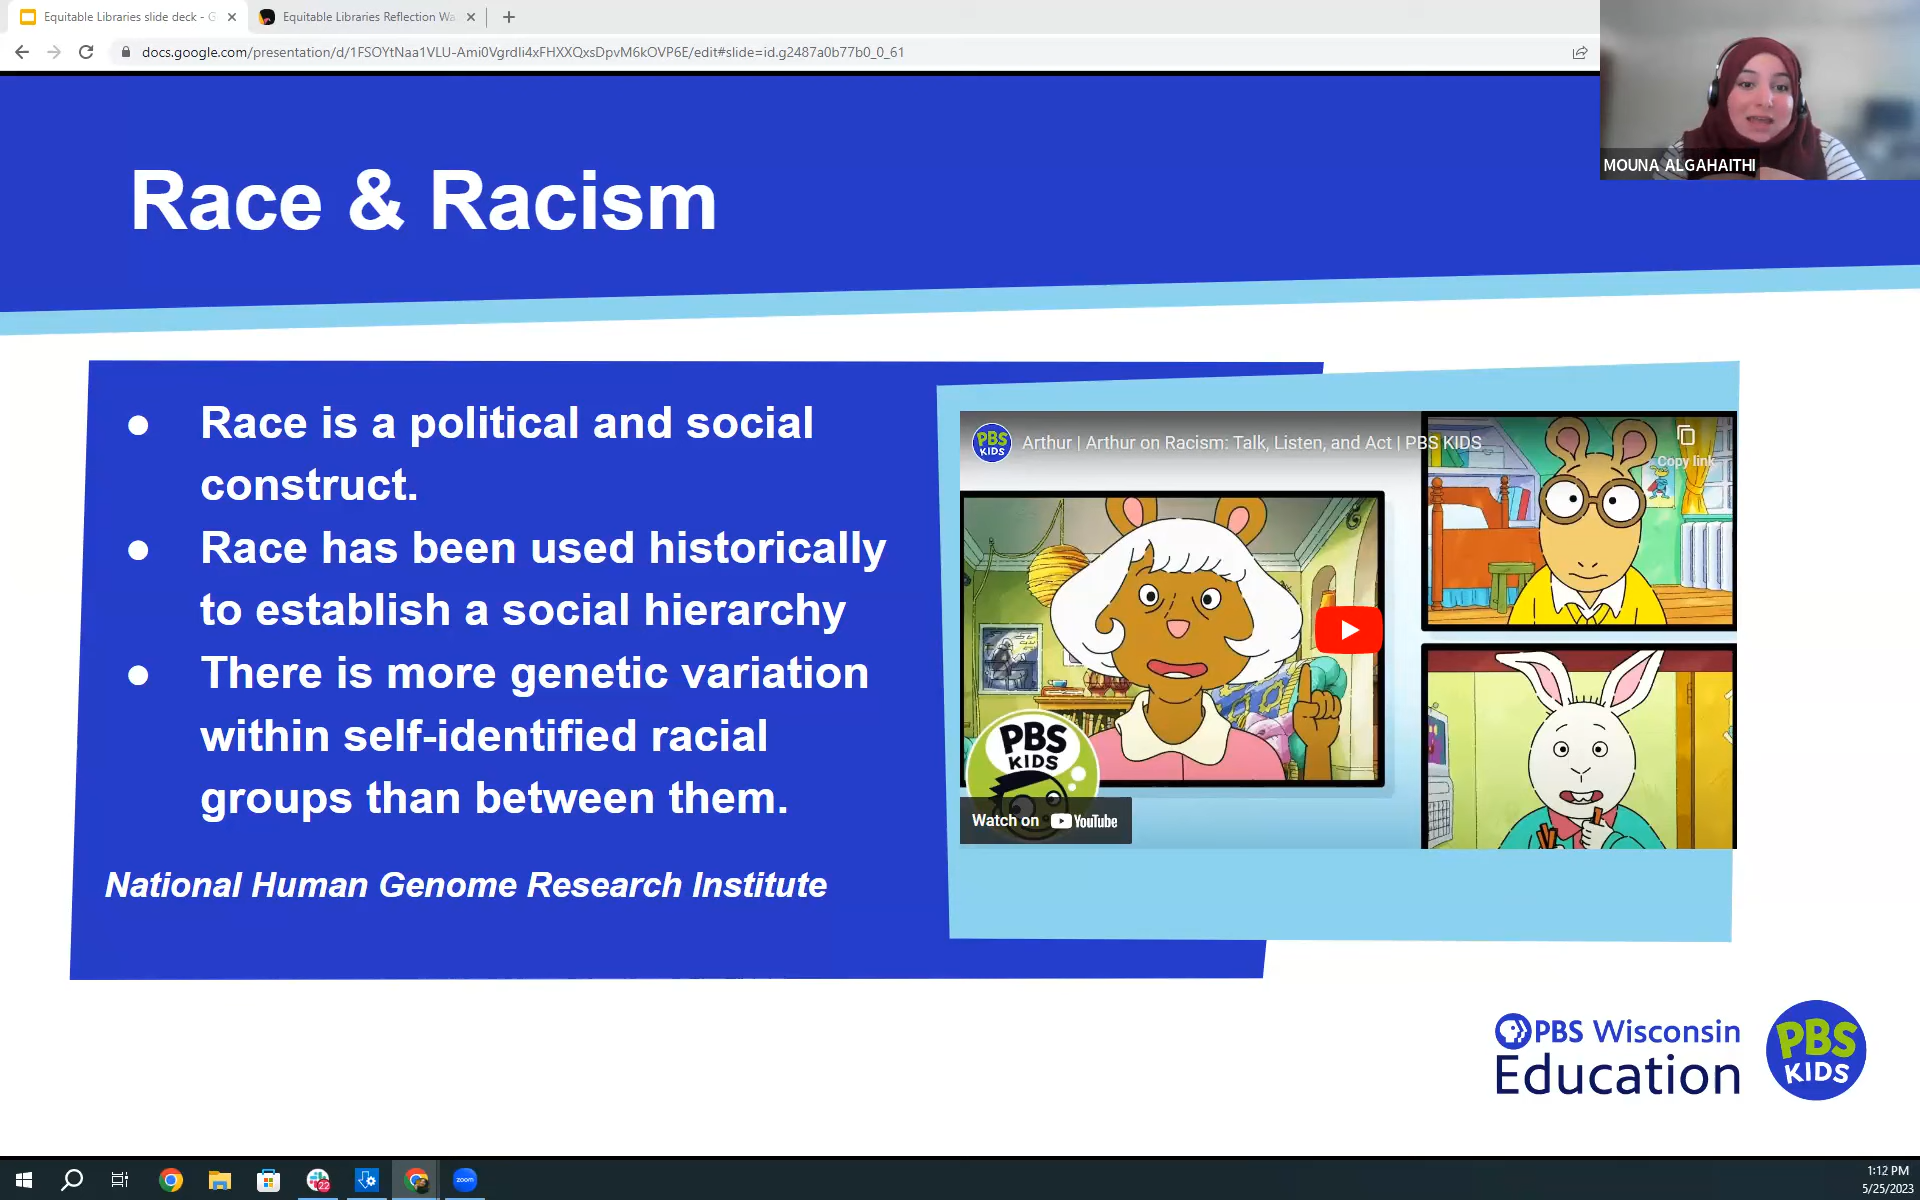 Equitable Libraries slide deck - G
Equitable Libraries Reflection Wa
docs.google.com/presentation/d/1FSOYtNaa1VLU-Ami0Vgrdli4xFHXXQxsDpvM6kOVP6E/edit#slide=id.g2487a0b77b0_0_61
MOUNA ALGAHAITHI
Race & Racism
● Race is a political and social
construct.
● Race has been used historically
to establish a social hierarchy
● There is more genetic variation
within self-identified racial
groups than between them.
National Human Genome Research Institute
PBS
KIDS
Arthur | Arthur on Racism: Talk, Listen, and Act | PBS KIDS
Copy link
PBS
KIDS
Watch on YouTube
PBS Wisconsin
Education
PBS
KIDS
22
zoom
1:12 PM
5/25/2023